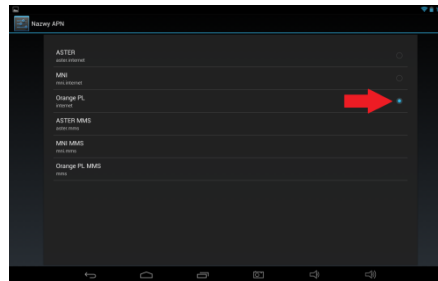 Nazwy APN
ASTER
aster.internet
MNI
mni.internet
Orange PL
internet
ASTER MMS
aster.mms
MNI MMS
mni.mms
Orange PL MMS
mms